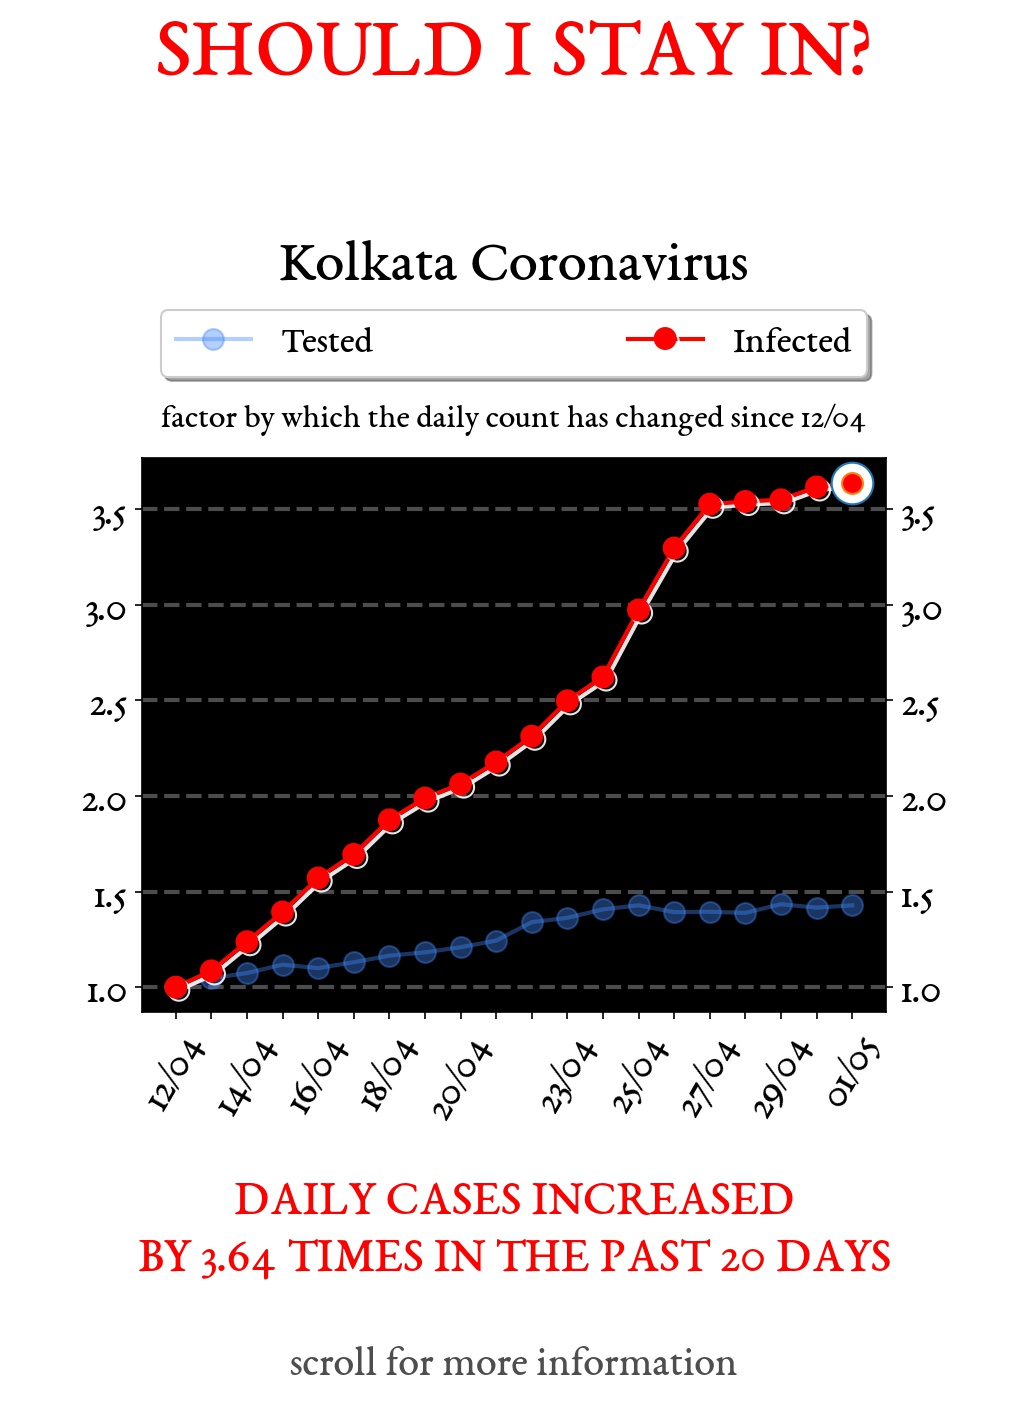 SHOULD I STAY IN?
Kolkata Coronavirus
Tested Infected
factor by which the daily count has changed since 12/04
3.5 3.5
3.0 3.0
2.5 2.5
2.0 2.0
1.5 1.5
1.0 1.0
12/04 14/04 16/04 18/04 20/04 23/04 25/04 27/04 29/04 01/05
DAILY CASES INCREASED
BY 3.64 TIMES IN THE PAST 20 DAYS
scroll for more information